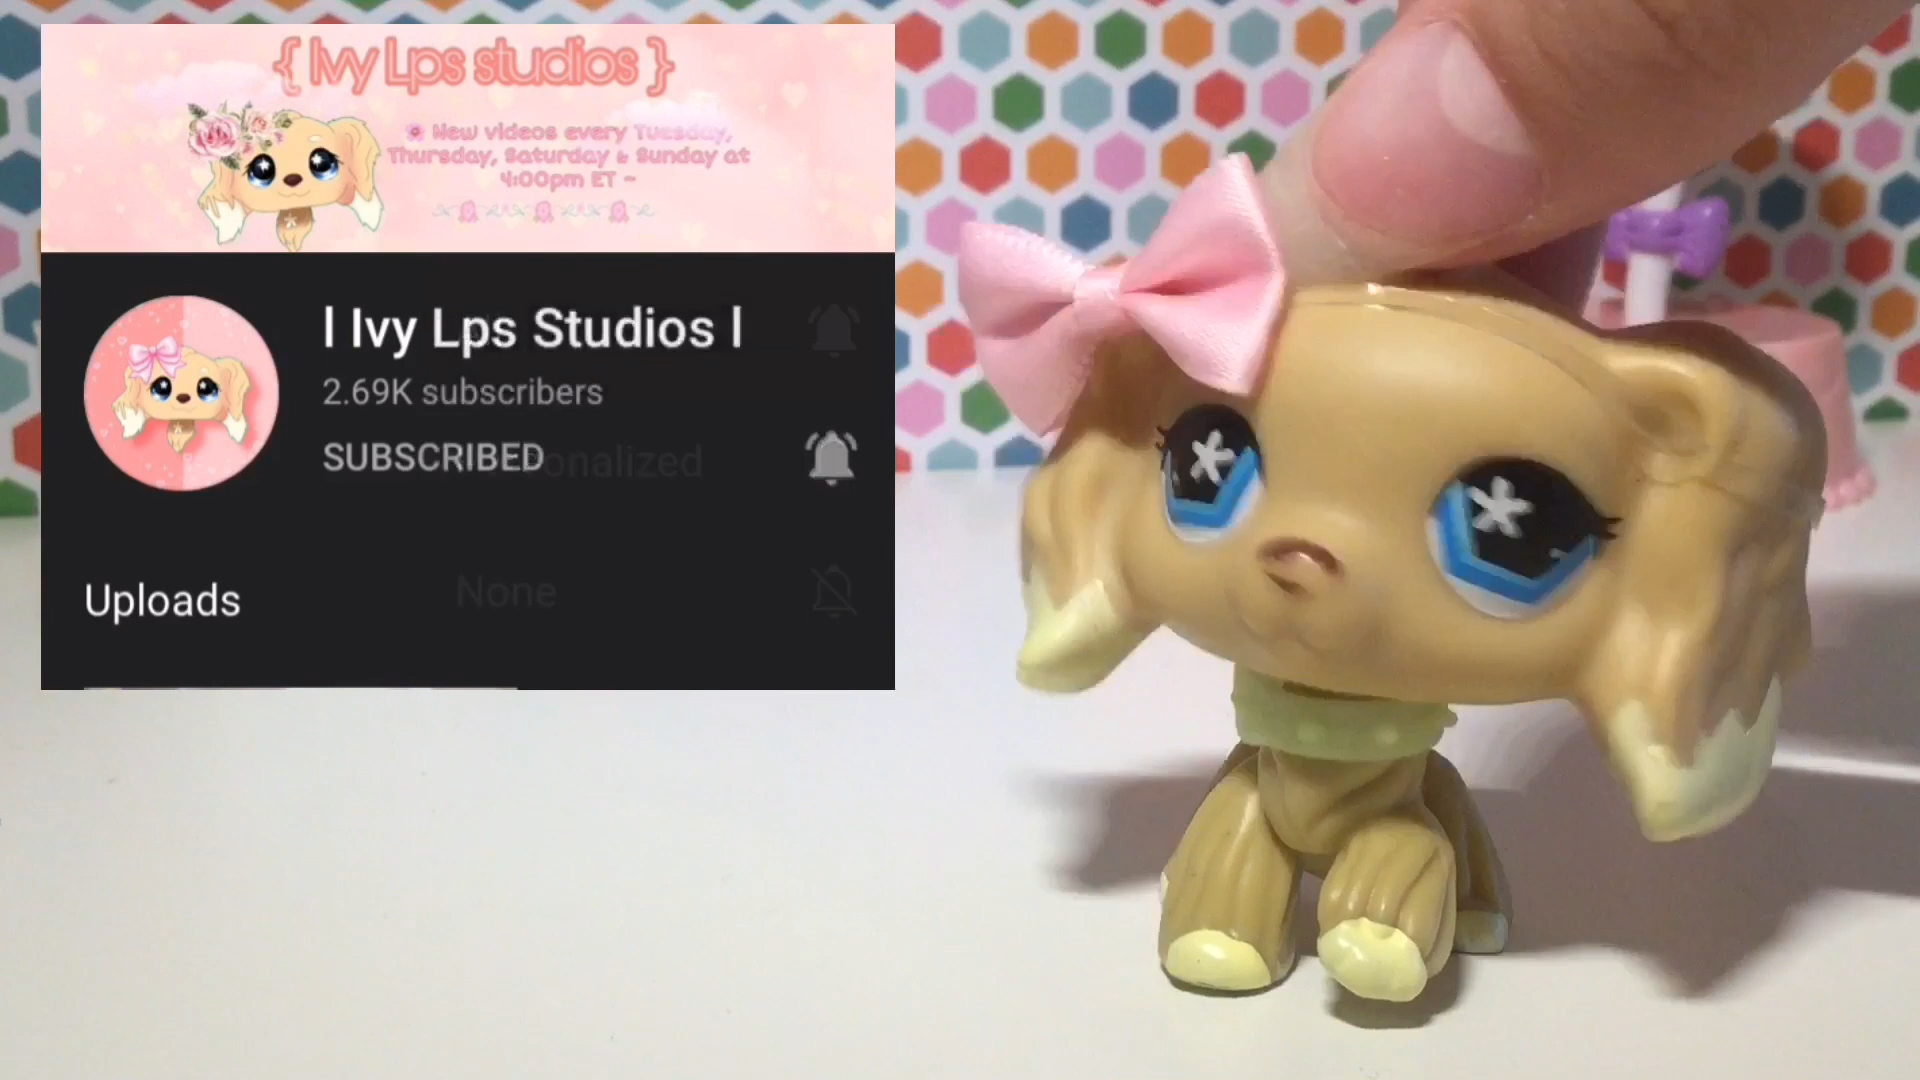 { Ivy Lps studios }
New videos every Tuesday,
Thursday, Saturday & Sunday at
4:00pm ET ~
| Ivy Lps Studios |
2.69K subscribers
SUBSCRIBED
onalized
Uploads
None